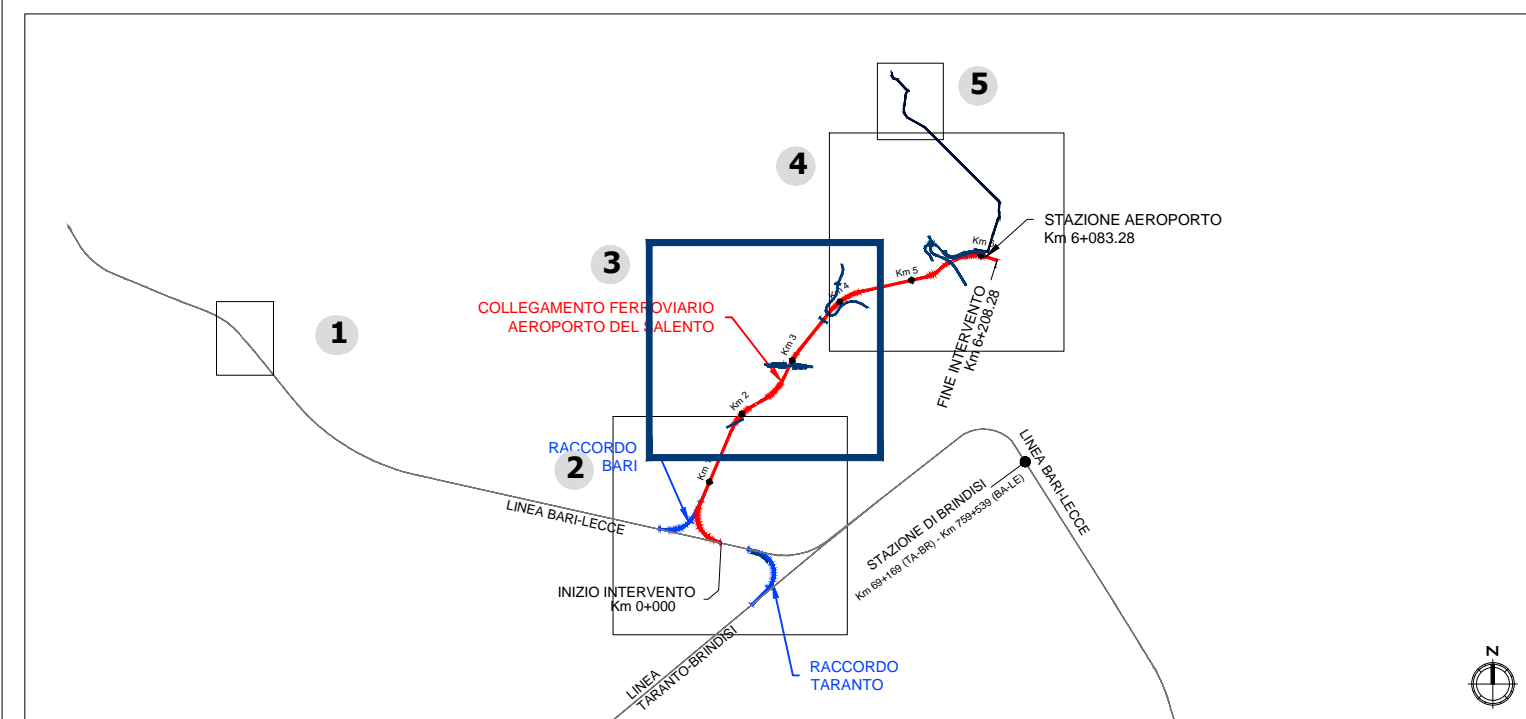 5
4
STAZIONE AEROPORTO
Km 6+083.28
Km 5
3
COLLEGAMENTO FERROVIARIO
AEROPORTO DEL SALENTO
Km 4
FINE INTERVENTO
Km 6+208.28
1
Km 3
Km 2
RACCORDO
BARI
2
Km 1
LINEA BARI-LECCE
LINEA BARI-LECCE
STAZIONE DI BRINDISI
Km 69+169 (TA-BR) - Km 759+539 (BA-LE)
INIZIO INTERVENTO
Km 0+000
LINEA
TARANTO-BRINDISI
RACCORDO
TARANTO
N